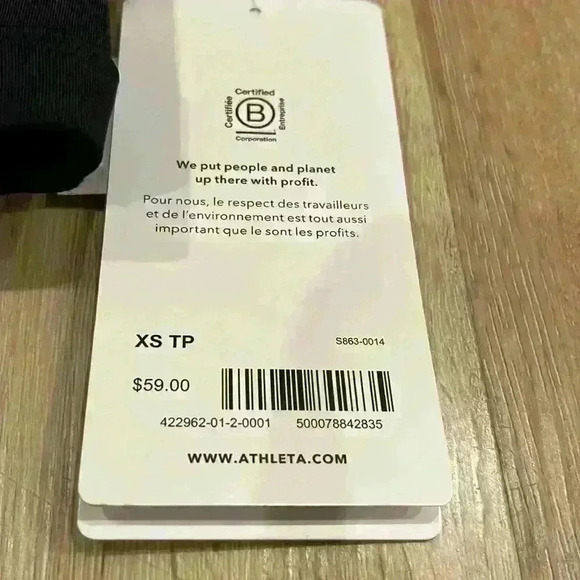 Certified
Certifiée
B
Entreprise
Corporation
We put people and planet
up there with profit.
Pour nous, le respect des travailleurs
et de l'environnement est tout aussi
important que le sont les profits.
XS TP
S863-0014
$59.00
422962-01-2-0001 500078842835
WWW.ATHLETA.COM